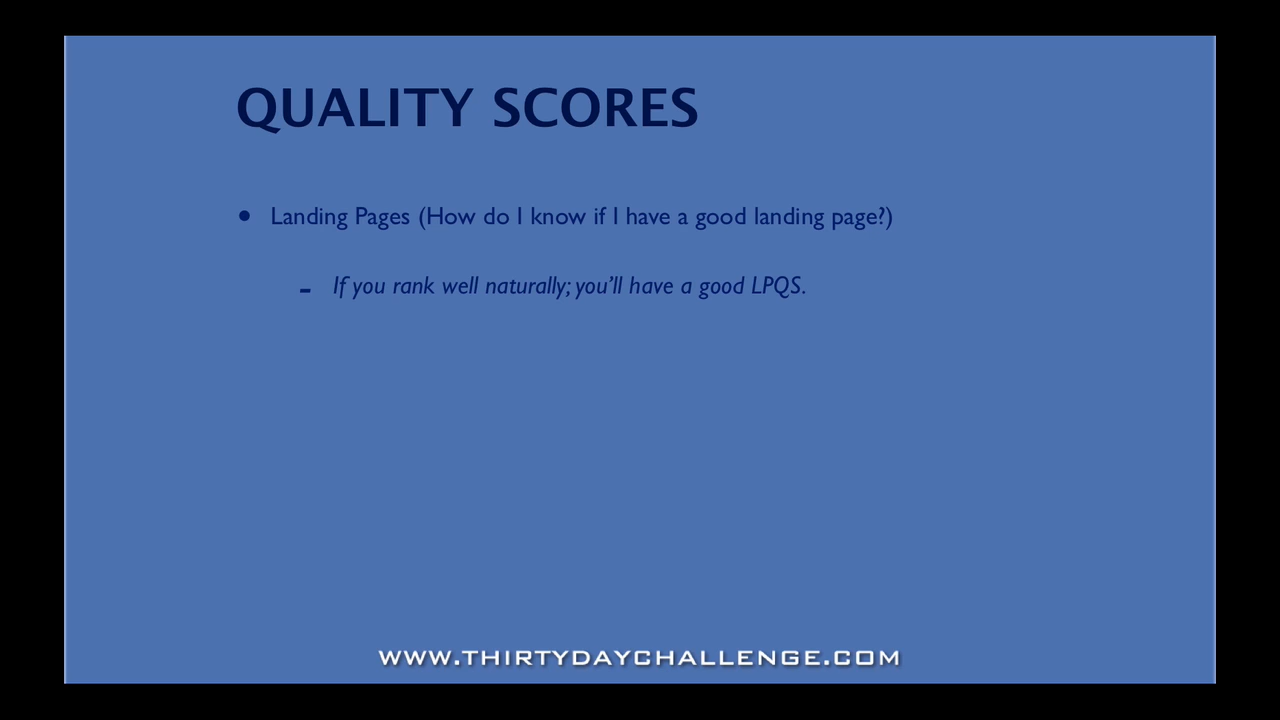 QUALITY SCORES
• Landing Pages (How do I know if I have a good landing page?)
- If you rank well naturally; you’ll have a good LPQS.
WWW.THIRTYDAYCHALLENGE.COM